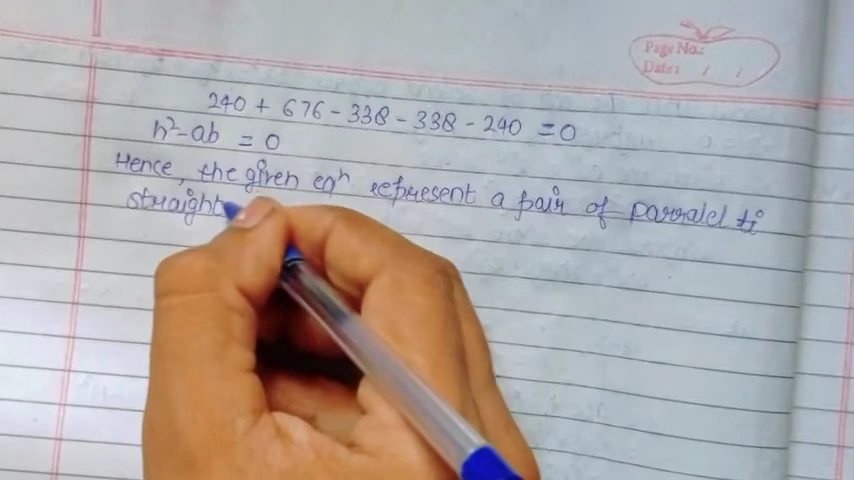 Page No.:
Date: / /
240 + 676 - 338 - 338 - 240 = 0
h²-ab = 0
Hence, the given eqⁿ represent a pair of parralel ti
straight